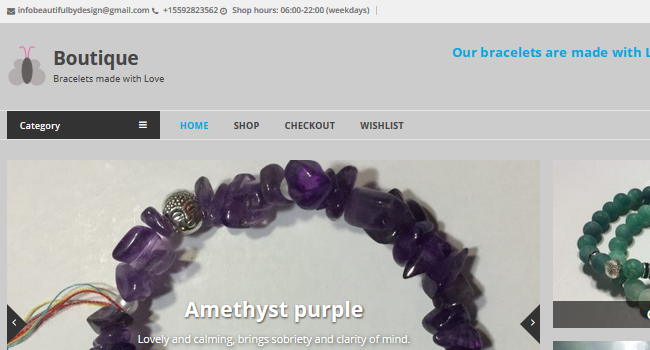 infobeautifulbydesign@gmail.com +15592823562 Shop hours: 06:00-22:00 (weekdays)
Boutique
Bracelets made with Love
Our bracelets are made with L
Category
HOME SHOP CHECKOUT WISHLIST
Amethyst purple
Lovely and calming, brings sobriety and clarity of mind.